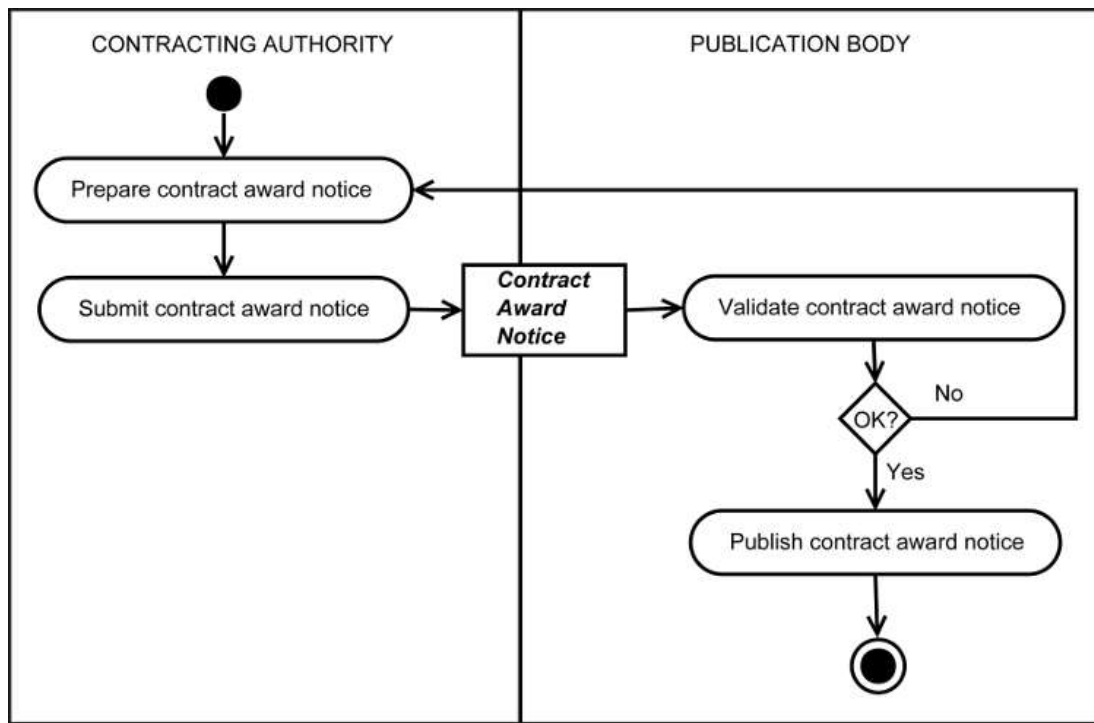 CONTRACTING AUTHORITY
PUBLICATION BODY
Prepare contract award notice
Submit contract award notice
Contract
Award
Notice
Validate contract award notice
OK?
No
Yes
Publish contract award notice